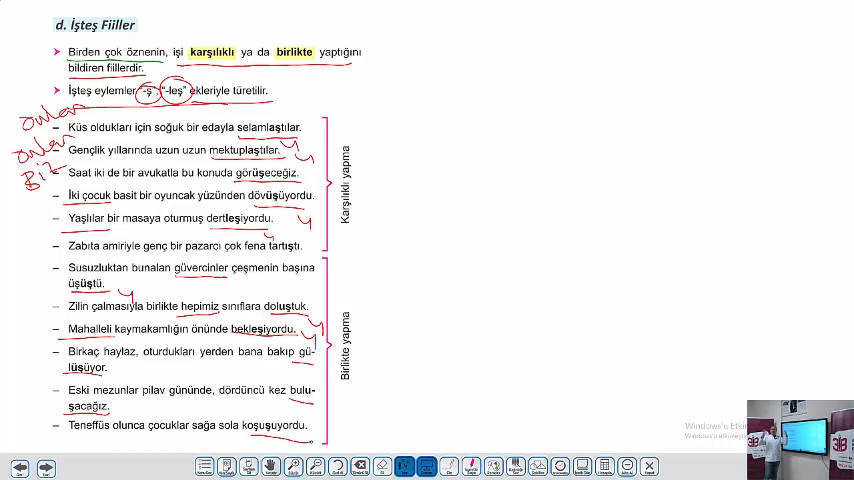 d. İşteş Fiiller
Birden çok öznenin, işi karşılıklı ya da birlikte yaptığını
bildiren fiillerdir.
İşteş eylemler "-ş", "-leş" ekleriyle türetilir.
onlar
– Küs oldukları için soğuk bir edayla selamlaştılar.
onlar
– Gençlik yıllarında uzun uzun mektuplaştılar.
Biz
– Saat iki de bir avukatla bu konuda görüşeceğiz.
– İki çocuk basit bir oyuncak yüzünden dövüşüyordu.
– Yaşlılar bir masaya oturmuş dertleşiyordu.
– Zabıta amiriyle genç bir pazarcı çok fena tartıştı.
Karşılıklı yapma
– Susuzluktan bunalan güvercinler çeşmenin başına
üşüştü.
– Zilin çalmasıyla birlikte hepimiz sınıflara doluştuk.
– Mahalleli kaymakamlığın önünde bekleşiyordu.
– Birkaç haylaz, oturdukları yerden bana bakıp gü-
lüşüyor.
– Eski mezunlar pilav gününde, dördüncü kez bulu-
şacağız.
– Teneffüs olunca çocuklar sağa sola koşuşuyordu.
Birlikte yapma
Windows'u Etkin
Windows'u etkinleştir